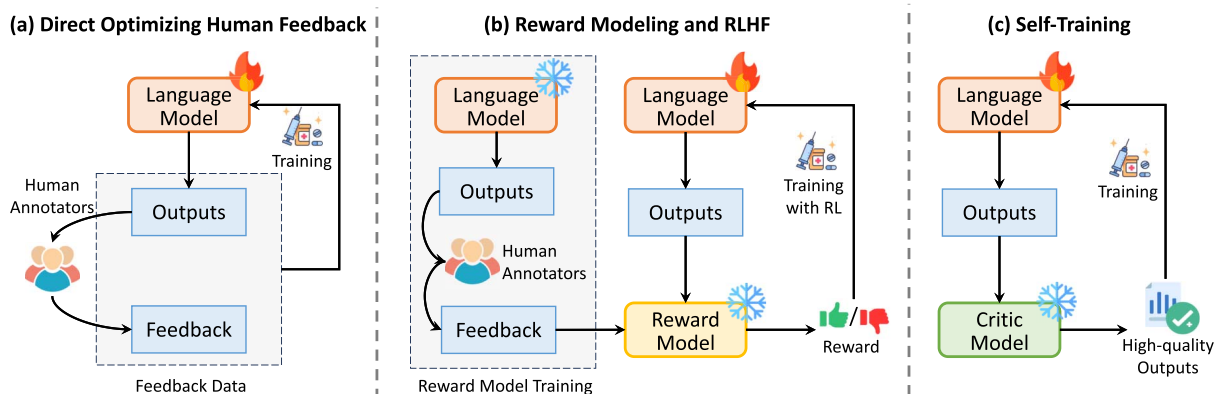 (a) Direct Optimizing Human Feedback
Language
Model
Training
Human
Annotators
Outputs
Feedback
Feedback Data
(b) Reward Modeling and RLHF
Language
Model
Outputs
Human
Annotators
Feedback
Reward Model Training
Language
Model
Training
with RL
Outputs
Reward
Model
/
Reward
(c) Self-Training
Language
Model
Training
Outputs
Critic
Model
High-quality
Outputs